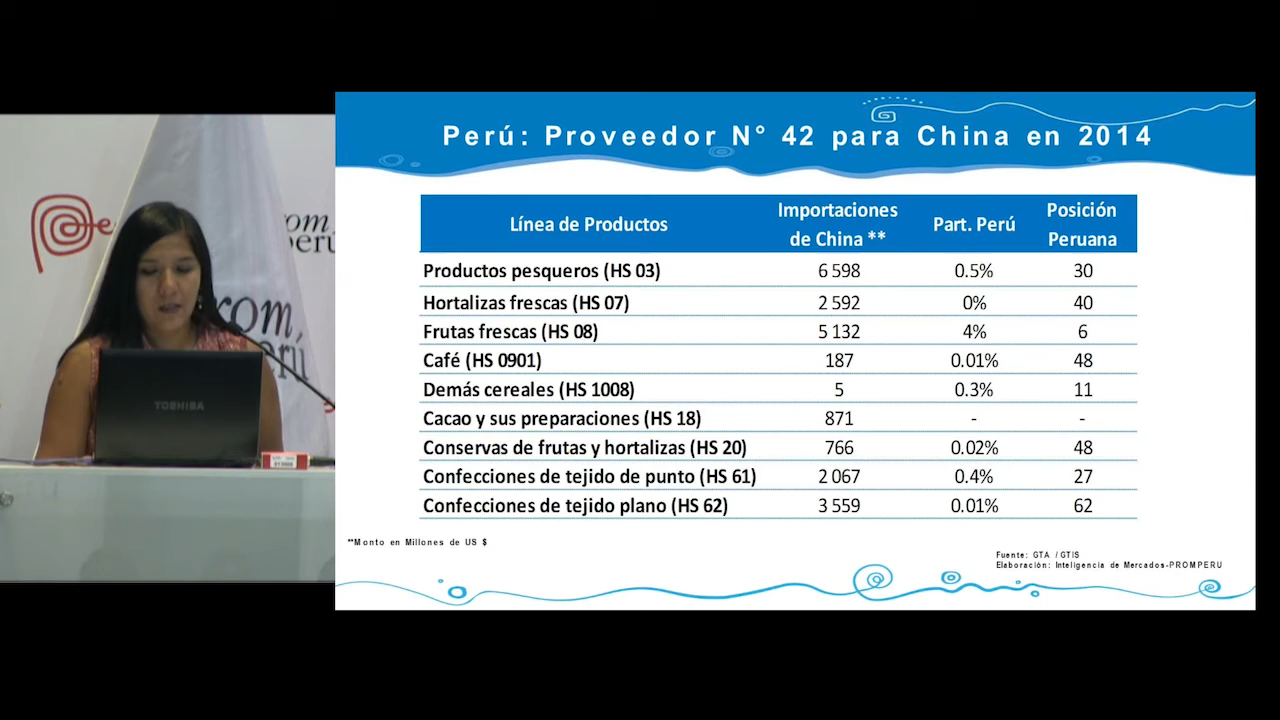 Perú: Proveedor N° 42 para China en 2014
Línea de Productos Importaciones de China ** Part. Perú Posición Peruana
Productos pesqueros (HS 03) 6 598 0.5% 30
Hortalizas frescas (HS 07) 2 592 0% 40
Frutas frescas (HS 08) 5 132 4% 6
Café (HS 0901) 187 0.01% 48
Demás cereales (HS 1008) 5 0.3% 11
Cacao y sus preparaciones (HS 18) 871 - -
Conservas de frutas y hortalizas (HS 20) 766 0.02% 48
Confecciones de tejido de punto (HS 61) 2 067 0.4% 27
Confecciones de tejido plano (HS 62) 3 559 0.01% 62
**Monto en Millones de US $
Fuente: GTA / GTIS
Elaboración: Inteligencia de Mercados-PROMPERU
TOSHIBA